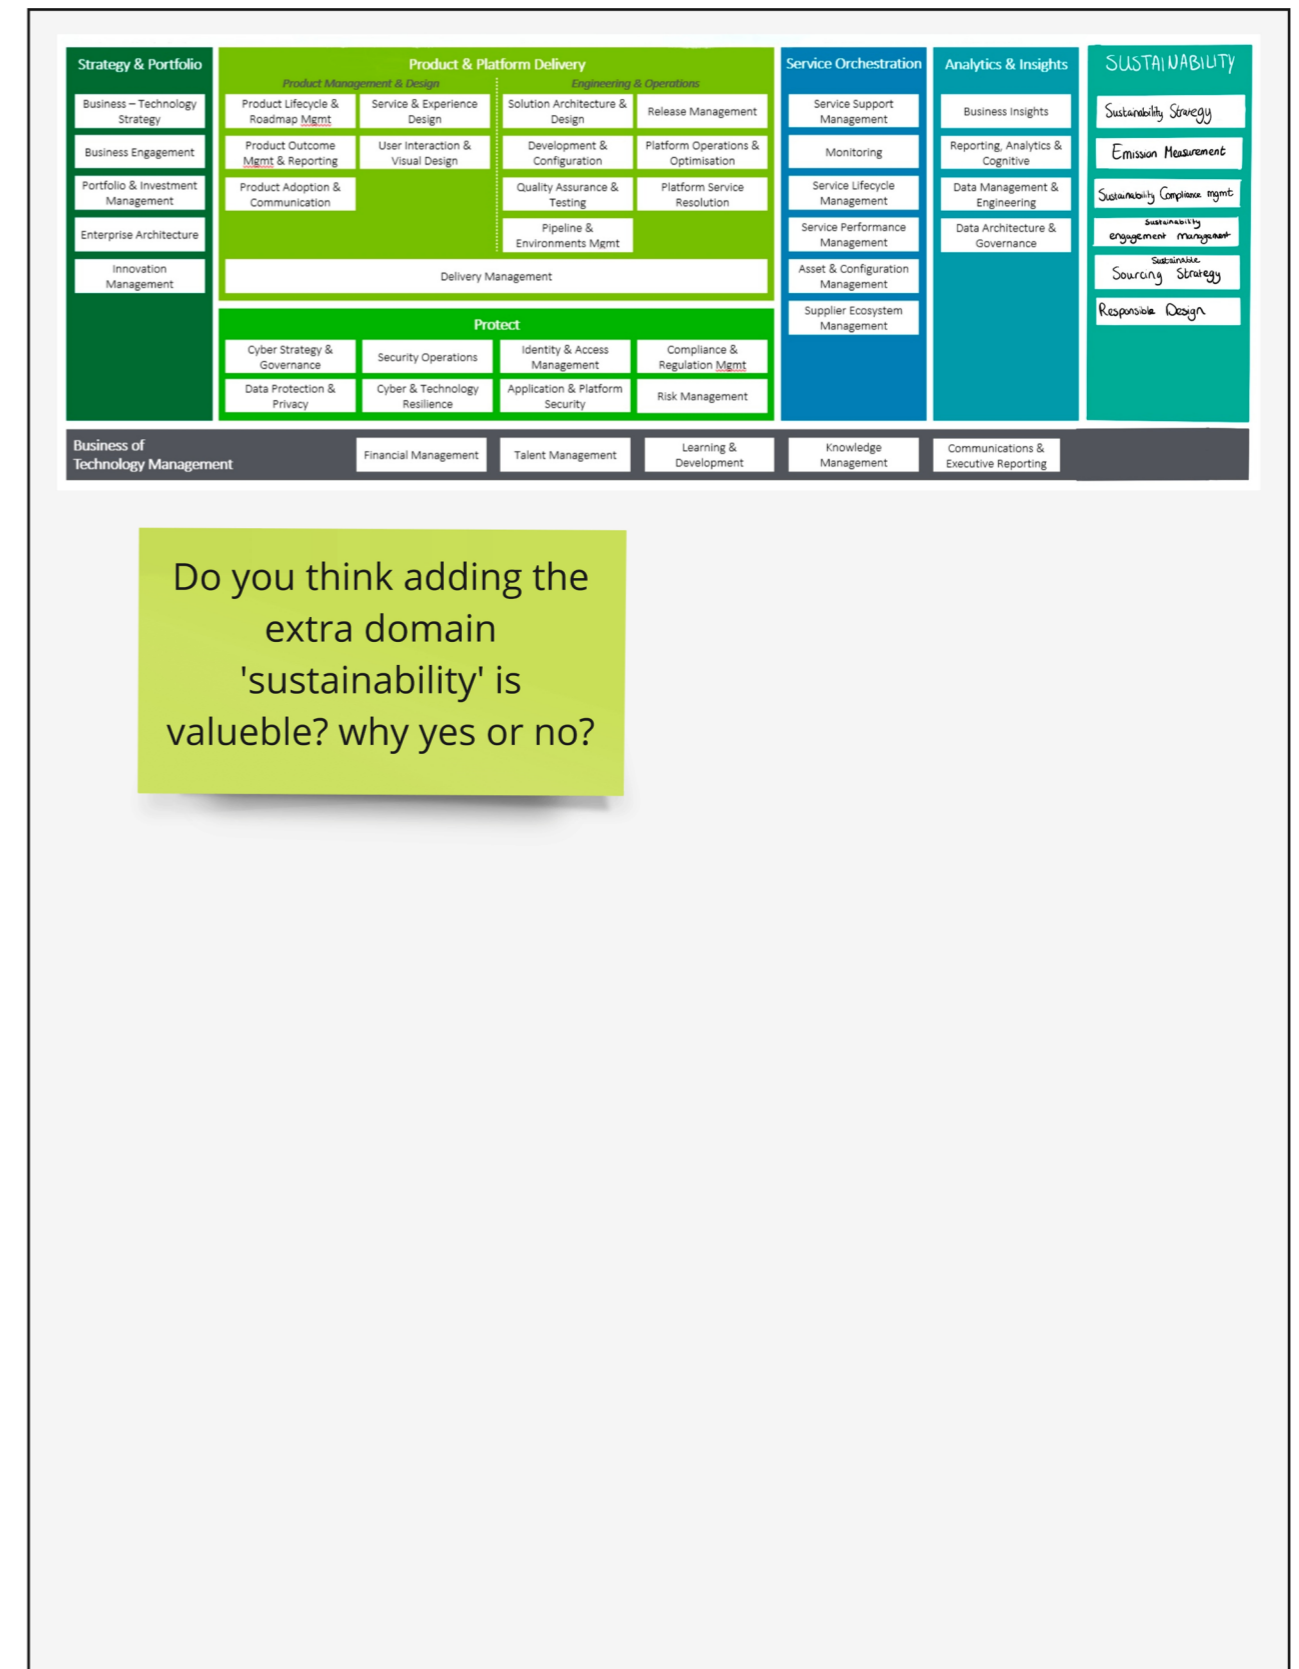 Strategy & Portfolio
Business – Technology
Strategy
Business Engagement
Portfolio & Investment
Management
Enterprise Architecture
Innovation
Management
Product & Platform Delivery
Product Management & Design
Engineering & Operations
Product Lifecycle &
Roadmap Mgmt
Service & Experience
Design
Solution Architecture &
Design
Release Management
Product Outcome
Mgmt & Reporting
User Interaction &
Visual Design
Development &
Configuration
Platform Operations &
Optimisation
Product Adoption &
Communication
Quality Assurance &
Testing
Platform Service
Resolution
Pipeline &
Environments Mgmt
Delivery Management
Protect
Cyber Strategy &
Governance
Security Operations
Identity & Access
Management
Compliance &
Regulation Mgmt
Data Protection &
Privacy
Cyber & Technology
Resilience
Application & Platform
Security
Risk Management
Service Orchestration
Service Support
Management
Monitoring
Service Lifecycle
Management
Service Performance
Management
Asset & Configuration
Management
Supplier Ecosystem
Management
Analytics & Insights
Business Insights
Reporting, Analytics &
Cognitive
Data Management &
Engineering
Data Architecture &
Governance
SUSTAINABILITY
Sustainability Strategy
Emission Measurement
Sustainability Compliance mgmt
Sustainability
engagement management
Sustainable
Sourcing Strategy
Responsible Design
Business of
Technology Management
Financial Management
Talent Management
Learning &
Development
Knowledge
Management
Communications &
Executive Reporting
Do you think adding the
extra domain
'sustainability' is
valueble? why yes or no?